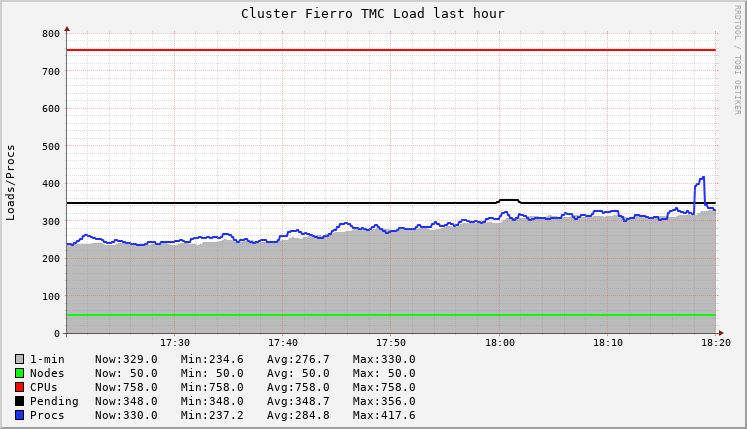 Cluster Fierro TMC Load last hour
RRDTOOL / TOBI OETIKER
Loads/Procs
800
700
600
500
400
300
200
100
0
17:30 17:40 17:50 18:00 18:10 18:20
1-min Now:329.0 Min:234.6 Avg:276.7 Max:330.0
Nodes Now: 50.0 Min: 50.0 Avg: 50.0 Max: 50.0
CPUs Now:758.0 Min:758.0 Avg:758.0 Max:758.0
Pending Now:348.0 Min:348.0 Avg:348.7 Max:356.0
Procs Now:330.0 Min:237.2 Avg:284.8 Max:417.6